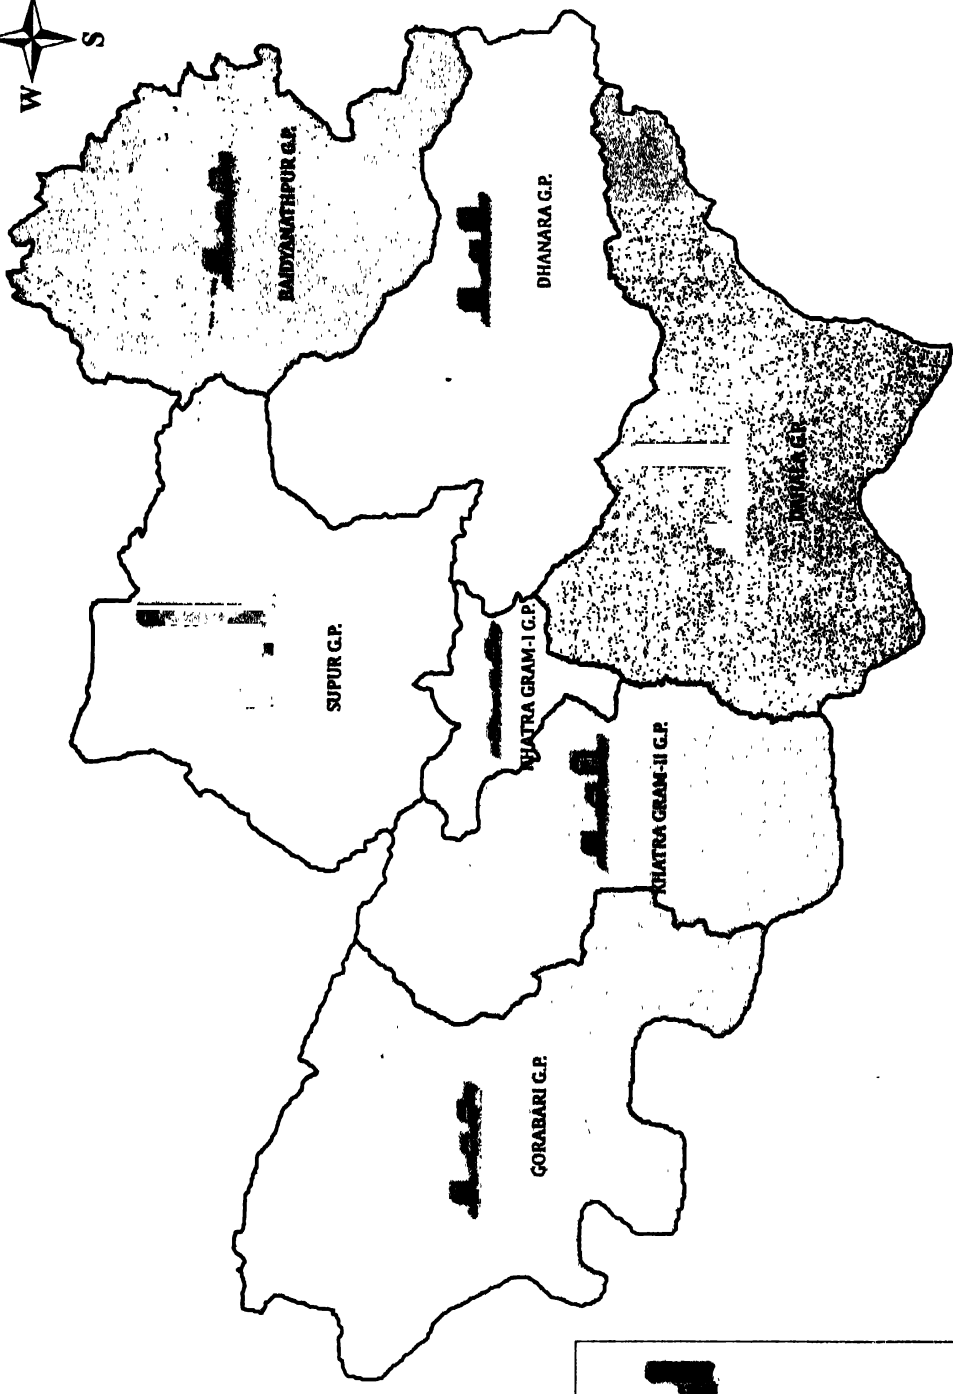 W
S
BAIDYANATHPUR G.P.
DHANARA G.P.
SUPUR G.P.
KHATRA GRAM-I G.P.
KHATRA GRAM-II G.P.
GORABARI G.P.
G.P.